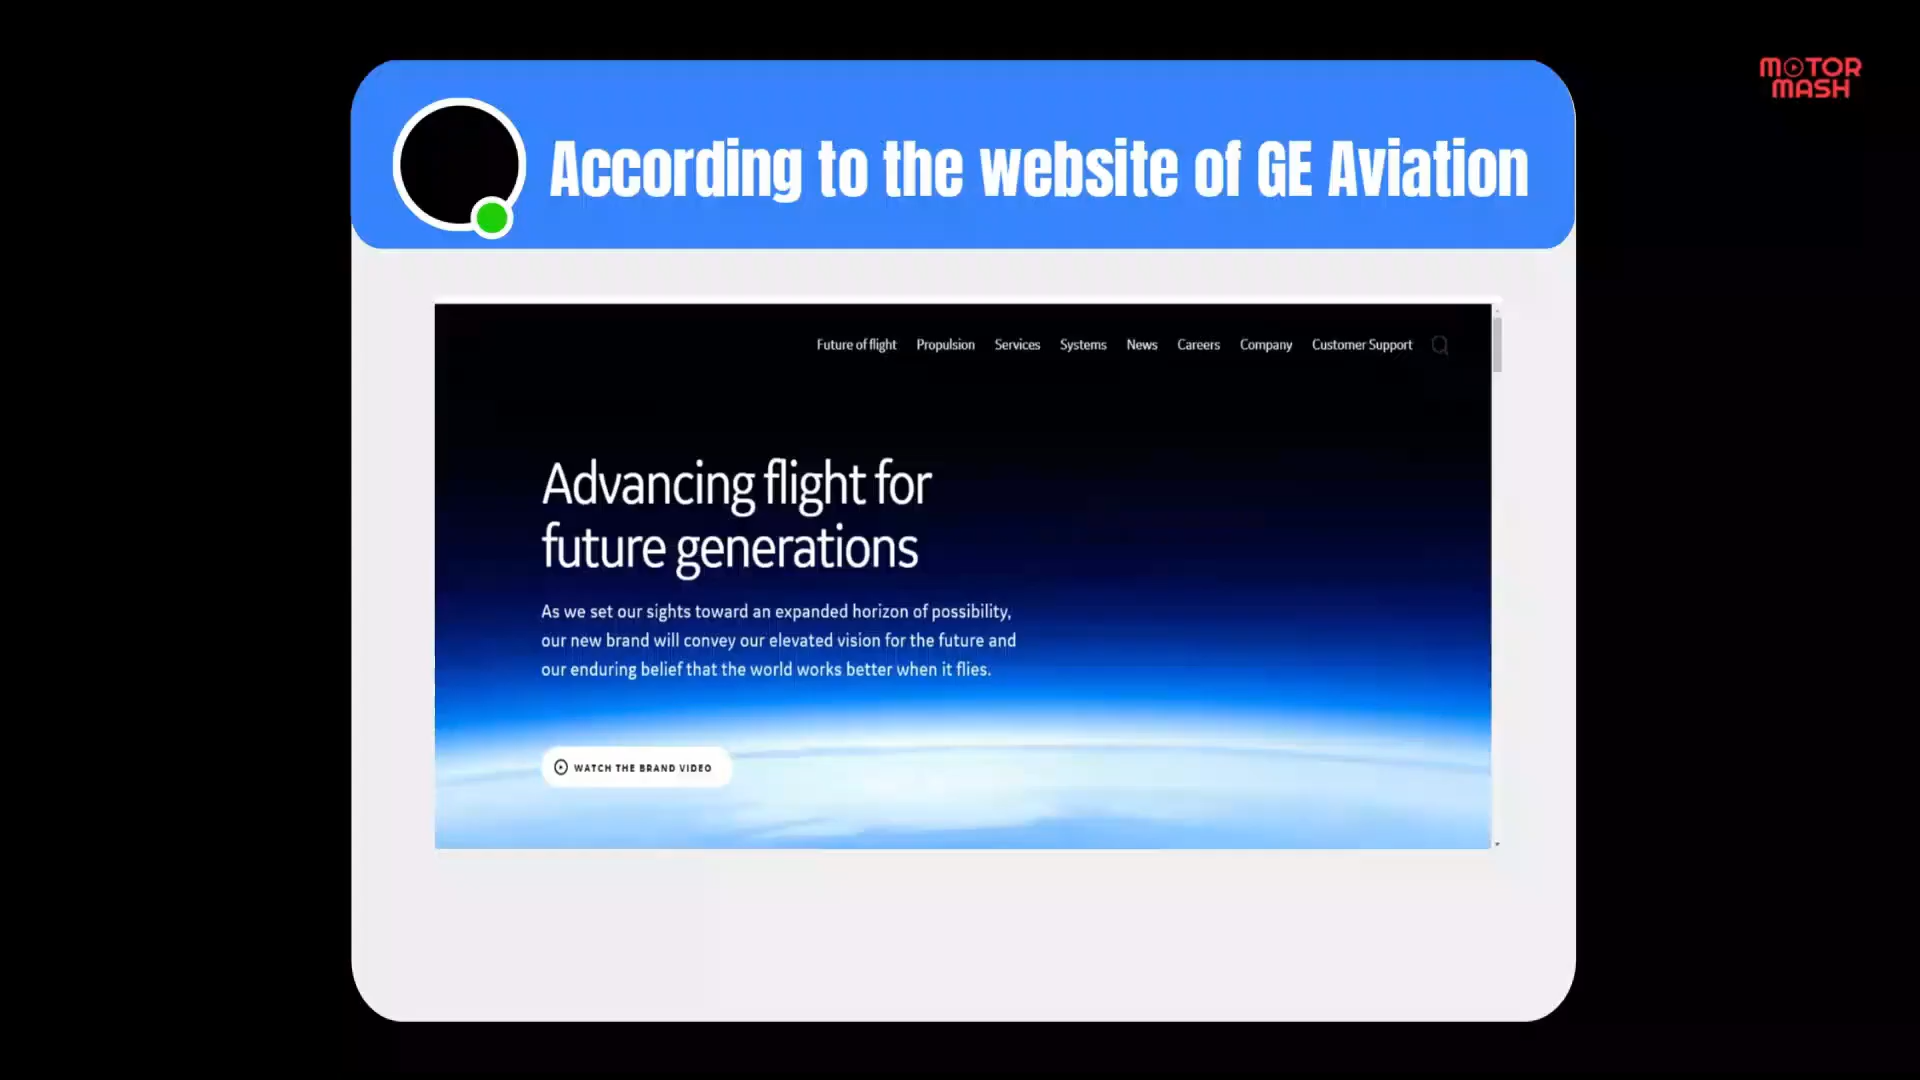 MOTOR
MASH
According to the website of GE Aviation
Future of flight Propulsion Services Systems News Careers Company Customer Support
Advancing flight for
future generations
As we set our sights toward an expanded horizon of possibility,
our new brand will convey our elevated vision for the future and
our enduring belief that the world works better when it flies.
WATCH THE BRAND VIDEO